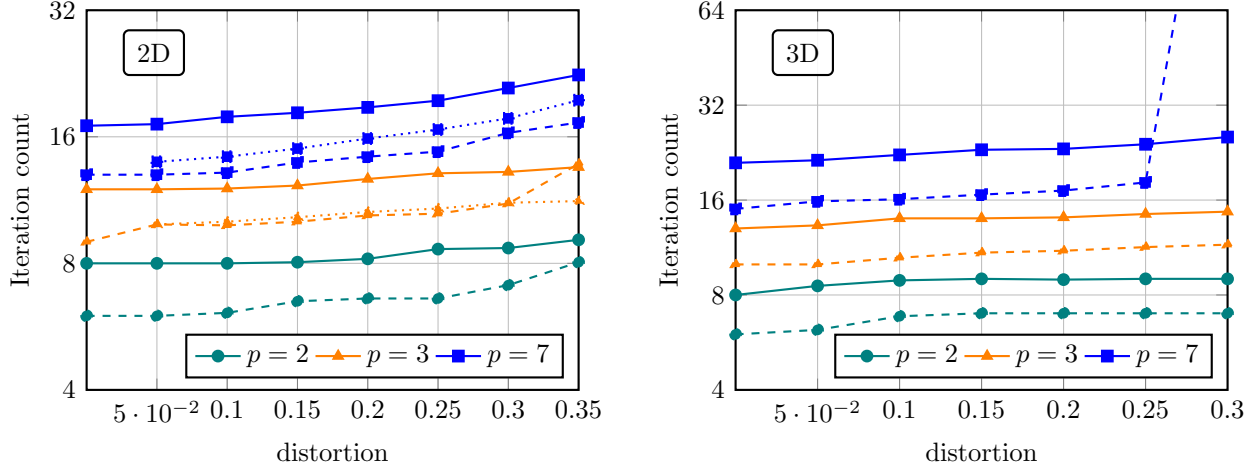 32
16
8
4
Iteration count
2D
p = 2 p = 3 p = 7
5 · 10⁻² 0.1 0.15 0.2 0.25 0.3 0.35
distortion
64
32
16
8
4
Iteration count
3D
p = 2 p = 3 p = 7
5 · 10⁻² 0.1 0.15 0.2 0.25 0.3
distortion